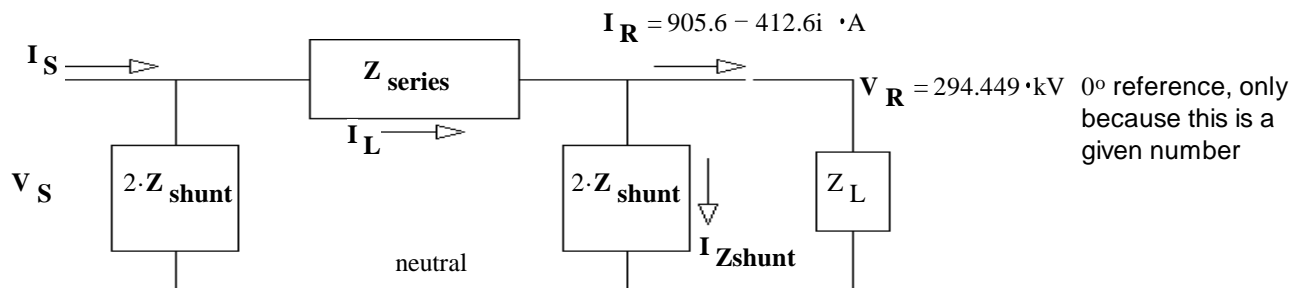 I R = 905.6 − 412.6i ·A
I S
Z series
V R = 294.449 ·kV 0o reference, only
because this is a
given number
I L
V S
2·Z shunt
2·Z shunt
Z L
I Zshunt
neutral